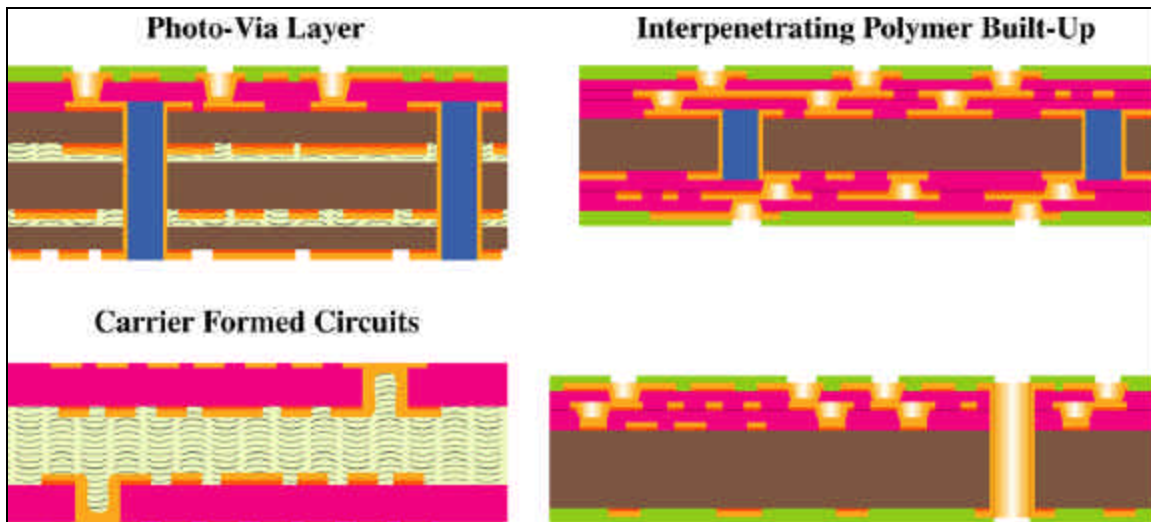 Photo-Via Layer
Interpenetrating Polymer Built-Up
Carrier Formed Circuits